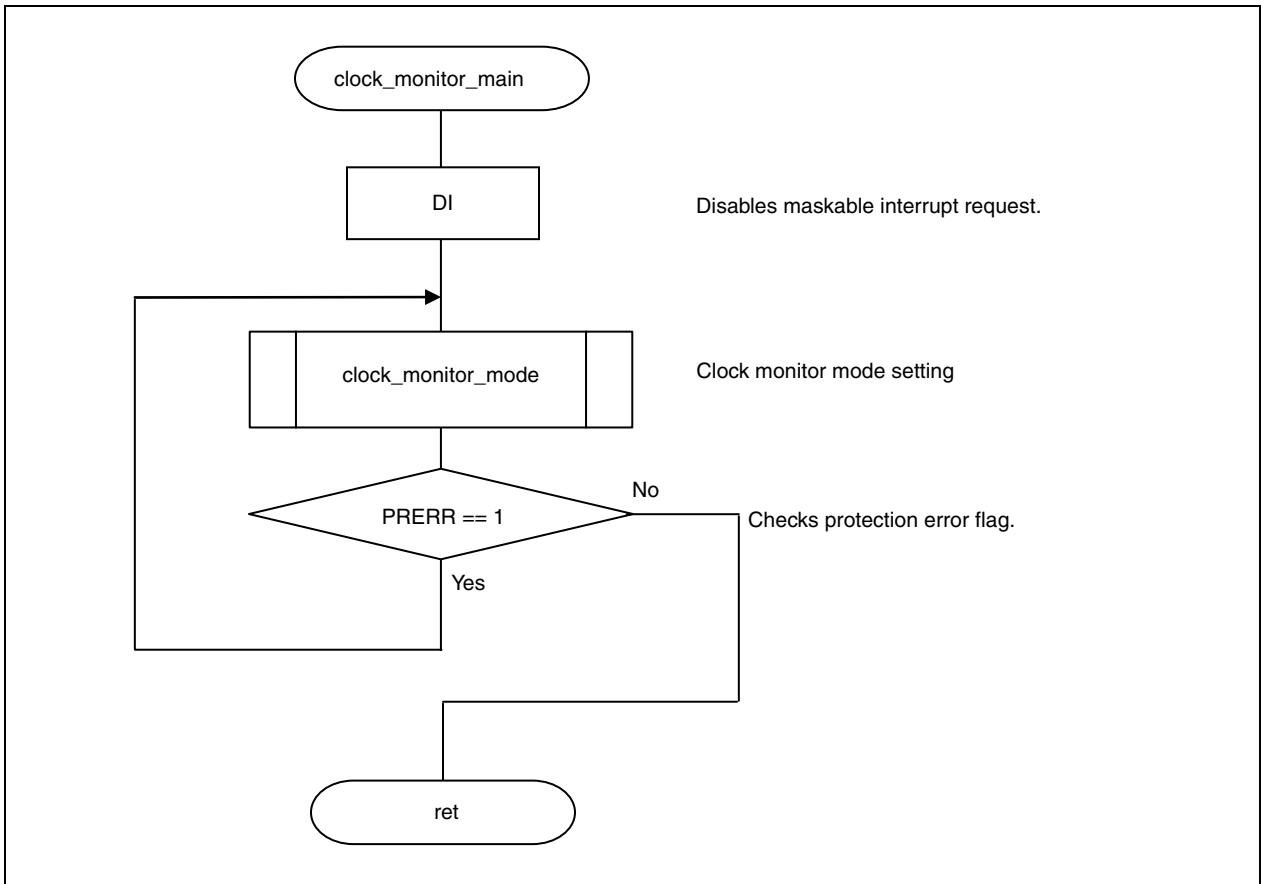 clock_monitor_main
DI
Disables maskable interrupt request.
clock_monitor_mode
Clock monitor mode setting
PRERR == 1
No
Checks protection error flag.
Yes
ret